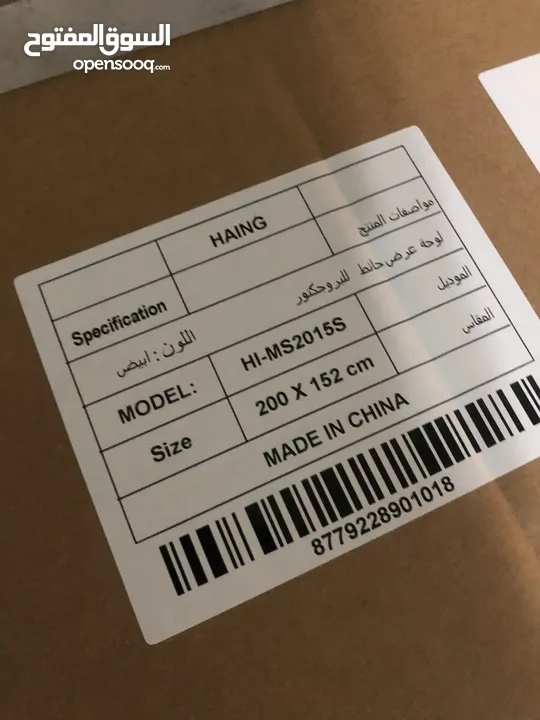 السوق المفتوح
opensooq.com
HAING
Specification مواصفات المنتج
لوحة عرض حائط للبروجكتور
اللون : ابيض
MODEL: HI-MS2015S الموديل
Size 200 X 152 cm المقاس
MADE IN CHINA
8779228901018